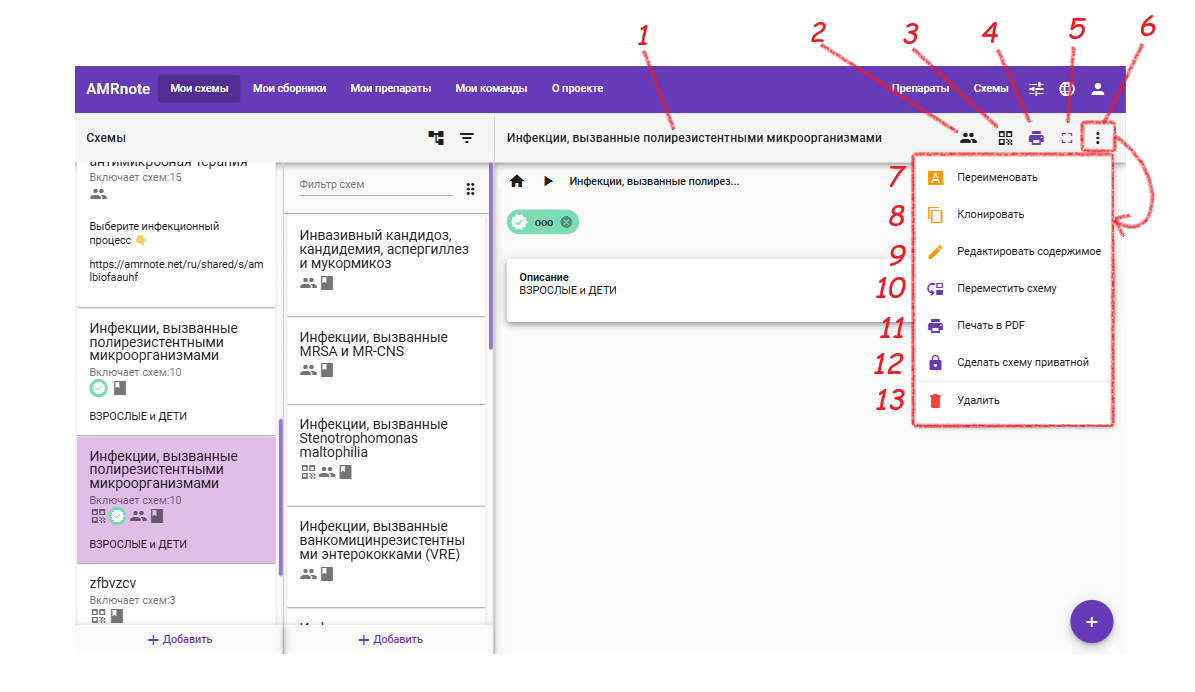 1
2
3
4
5
6
AMRnote Мои схемы Мои сборники Мои препараты Мои команды О проекте Препараты Схемы
Схемы
Инфекции, вызванные полирезистентными микроорганизмами
антимикробная терапия
Включает схем:15
Выберите инфекционный
процесс 👇
https://amrnote.net/ru/shared/s/am
lbiofaauhf
Инфекции, вызванные
полирезистентными
микроорганизмами
Включает схем:10
ВЗРОСЛЫЕ и ДЕТИ
Инфекции, вызванные
полирезистентными
микроорганизмами
Включает схем:10
ВЗРОСЛЫЕ и ДЕТИ
zfbvzcv
Включает схем:3
+ Добавить
Фильтр схем
Инвазивный кандидоз,
кандидемия, аспергиллез
и мукормикоз
Инфекции, вызванные
MRSA и MR-CNS
Инфекции, вызванные
Stenotrophomonas
maltophilia
Инфекции, вызванные
ванкомицинрезистентны
ми энтерококками (VRE)
+ Добавить
Инфекции, вызванные полирез...
ооо
Описание
ВЗРОСЛЫЕ и ДЕТИ
7 Переименовать
8 Клонировать
9 Редактировать содержимое
10 Переместить схему
11 Печать в PDF
12 Сделать схему приватной
13 Удалить
+